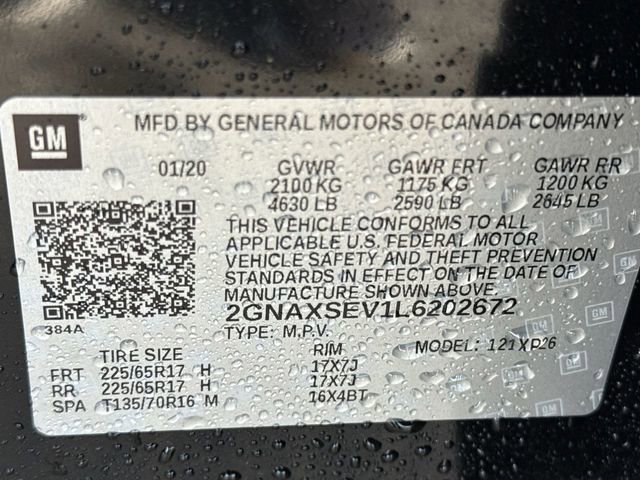 GM
MFD BY GENERAL MOTORS OF CANADA COMPANY
01/20 GVWR GAWR FRT GAWR RR
2100 KG 1175 KG 1200 KG
4630 LB 2590 LB 2645 LB
THIS VEHICLE CONFORMS TO ALL
APPLICABLE U.S. FEDERAL MOTOR
VEHICLE SAFETY AND THEFT PREVENTION
STANDARDS IN EFFECT ON THE DATE OF
MANUFACTURE SHOWN ABOVE.
384A
2GNAXSEV1L6202672
TYPE: M.P.V. MODEL: 121XR26
TIRE SIZE RIM
FRT 225/65R17 H 17X7J
RR 225/65R17 H 17X7J
SPA T135/70R16 M 16X4BT